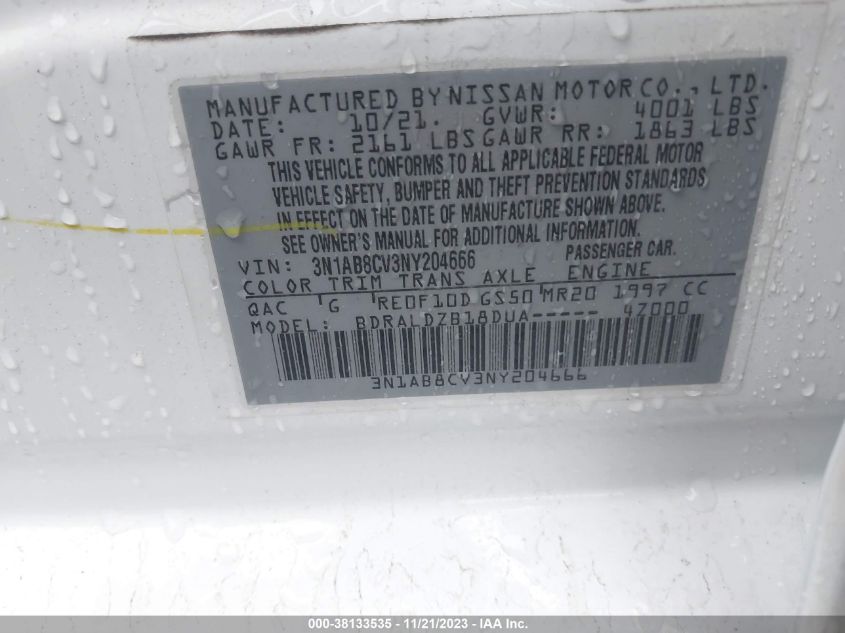 MANUFACTURED BY NISSAN MOTOR CO., LTD.
DATE: 10/21. GVWR: 4001 LBS
GAWR FR: 2161 LBS GAWR RR: 1863 LBS
THIS VEHICLE CONFORMS TO ALL APPLICABLE FEDERAL MOTOR
VEHICLE SAFETY, BUMPER AND THEFT PREVENTION STANDARDS
IN EFFECT ON THE DATE OF MANUFACTURE SHOWN ABOVE.
SEE OWNER'S MANUAL FOR ADDITIONAL INFORMATION.
VIN: 3N1AB8CV3NY204666 PASSENGER CAR.
COLOR TRIM TRANS AXLE ENGINE
QAC G RE0F10D GS50 MR20 1997 CC
MODEL: BDRALDZB18DUA----- 47000
3N1AB8CV3NY204666
000-38133535 - 11/21/2023 - IAA Inc.